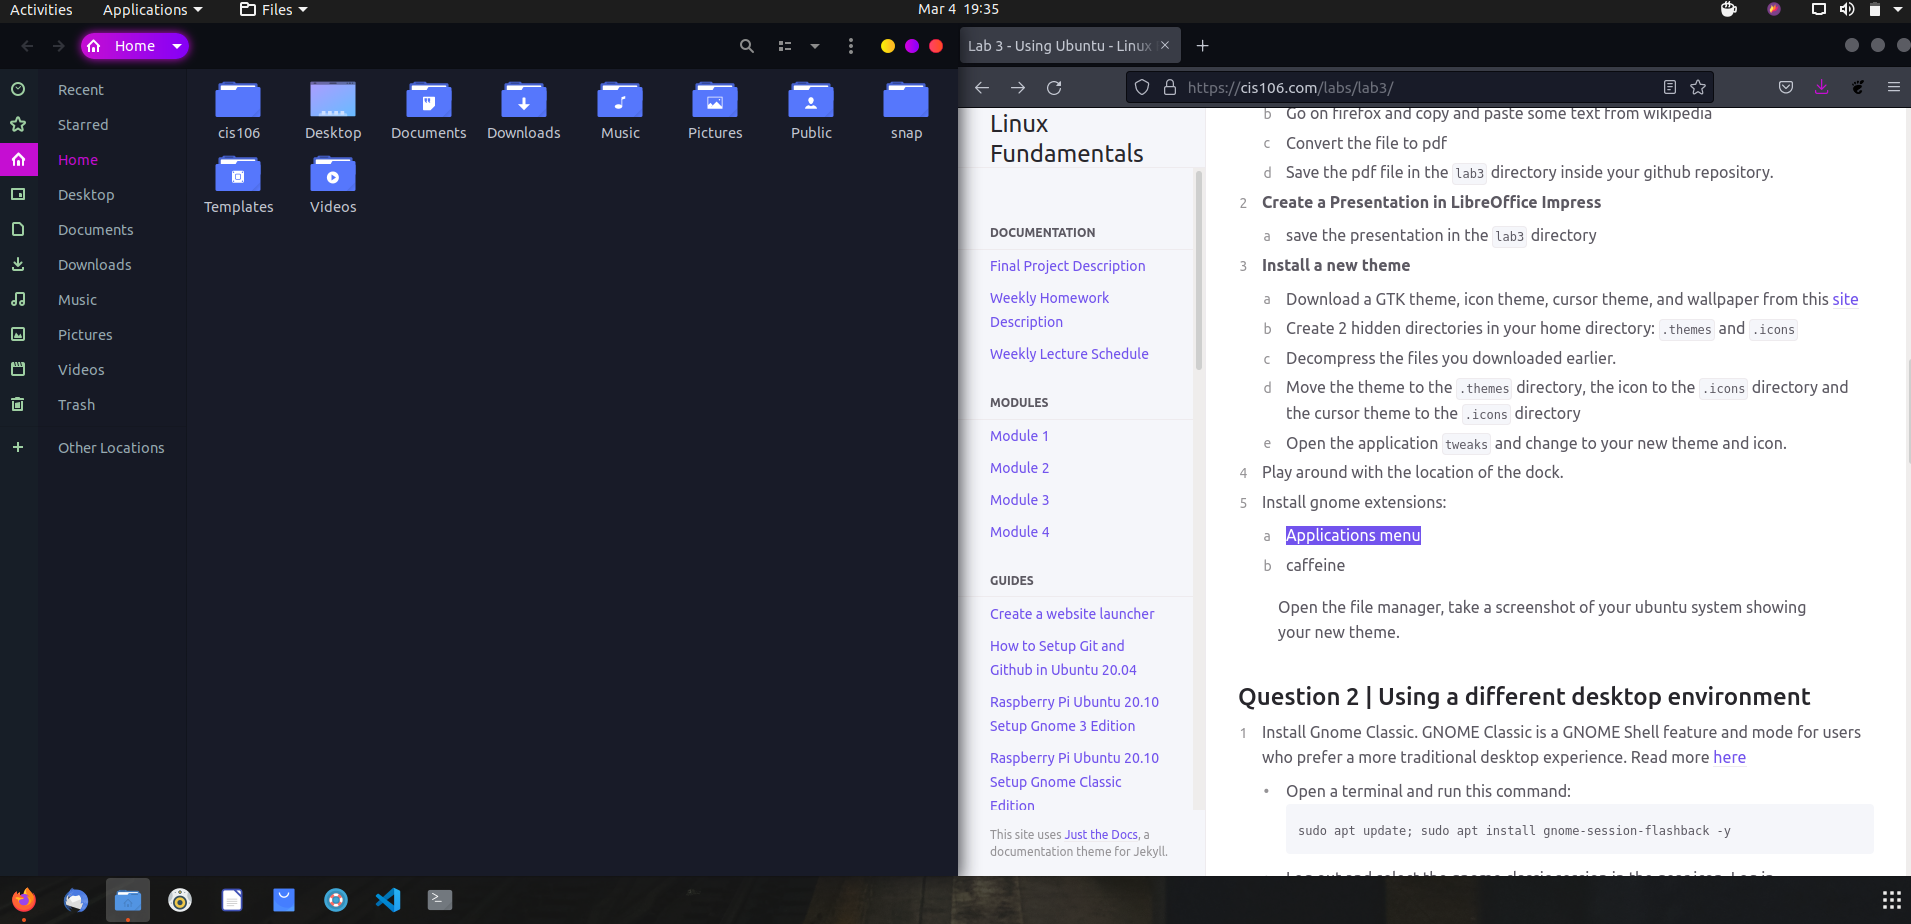 Activities
Applications
Files
Mar 4 19:35
Home
Recent
Starred
Home
Desktop
Documents
Downloads
Music
Pictures
Videos
Trash
Other Locations
cis106
Desktop
Documents
Downloads
Music
Pictures
Public
snap
Templates
Videos
Lab 3 - Using Ubuntu - Linux
https://cis106.com/labs/lab3/
Linux
Fundamentals
DOCUMENTATION
Final Project Description
Weekly Homework
Description
Weekly Lecture Schedule
MODULES
Module 1
Module 2
Module 3
Module 4
GUIDES
Create a website launcher
How to Setup Git and
Github in Ubuntu 20.04
Raspberry Pi Ubuntu 20.10
Setup Gnome 3 Edition
Raspberry Pi Ubuntu 20.10
Setup Gnome Classic
Edition
This site uses Just the Docs, a
documentation theme for Jekyll.
b Go on firefox and copy and paste some text from wikipedia
c Convert the file to pdf
d Save the pdf file in the lab3 directory inside your github repository.
2 Create a Presentation in LibreOffice Impress
a save the presentation in the lab3 directory
3 Install a new theme
a Download a GTK theme, icon theme, cursor theme, and wallpaper from this site
b Create 2 hidden directories in your home directory: .themes and .icons
c Decompress the files you downloaded earlier.
d Move the theme to the .themes directory, the icon to the .icons directory and
the cursor theme to the .icons directory
e Open the application tweaks and change to your new theme and icon.
4 Play around with the location of the dock.
5 Install gnome extensions:
a Applications menu
b caffeine
Open the file manager, take a screenshot of your ubuntu system showing
your new theme.
Question 2 | Using a different desktop environment
1 Install Gnome Classic. GNOME Classic is a GNOME Shell feature and mode for users
who prefer a more traditional desktop experience. Read more here
• Open a terminal and run this command:
sudo apt update; sudo apt install gnome-session-flashback -y